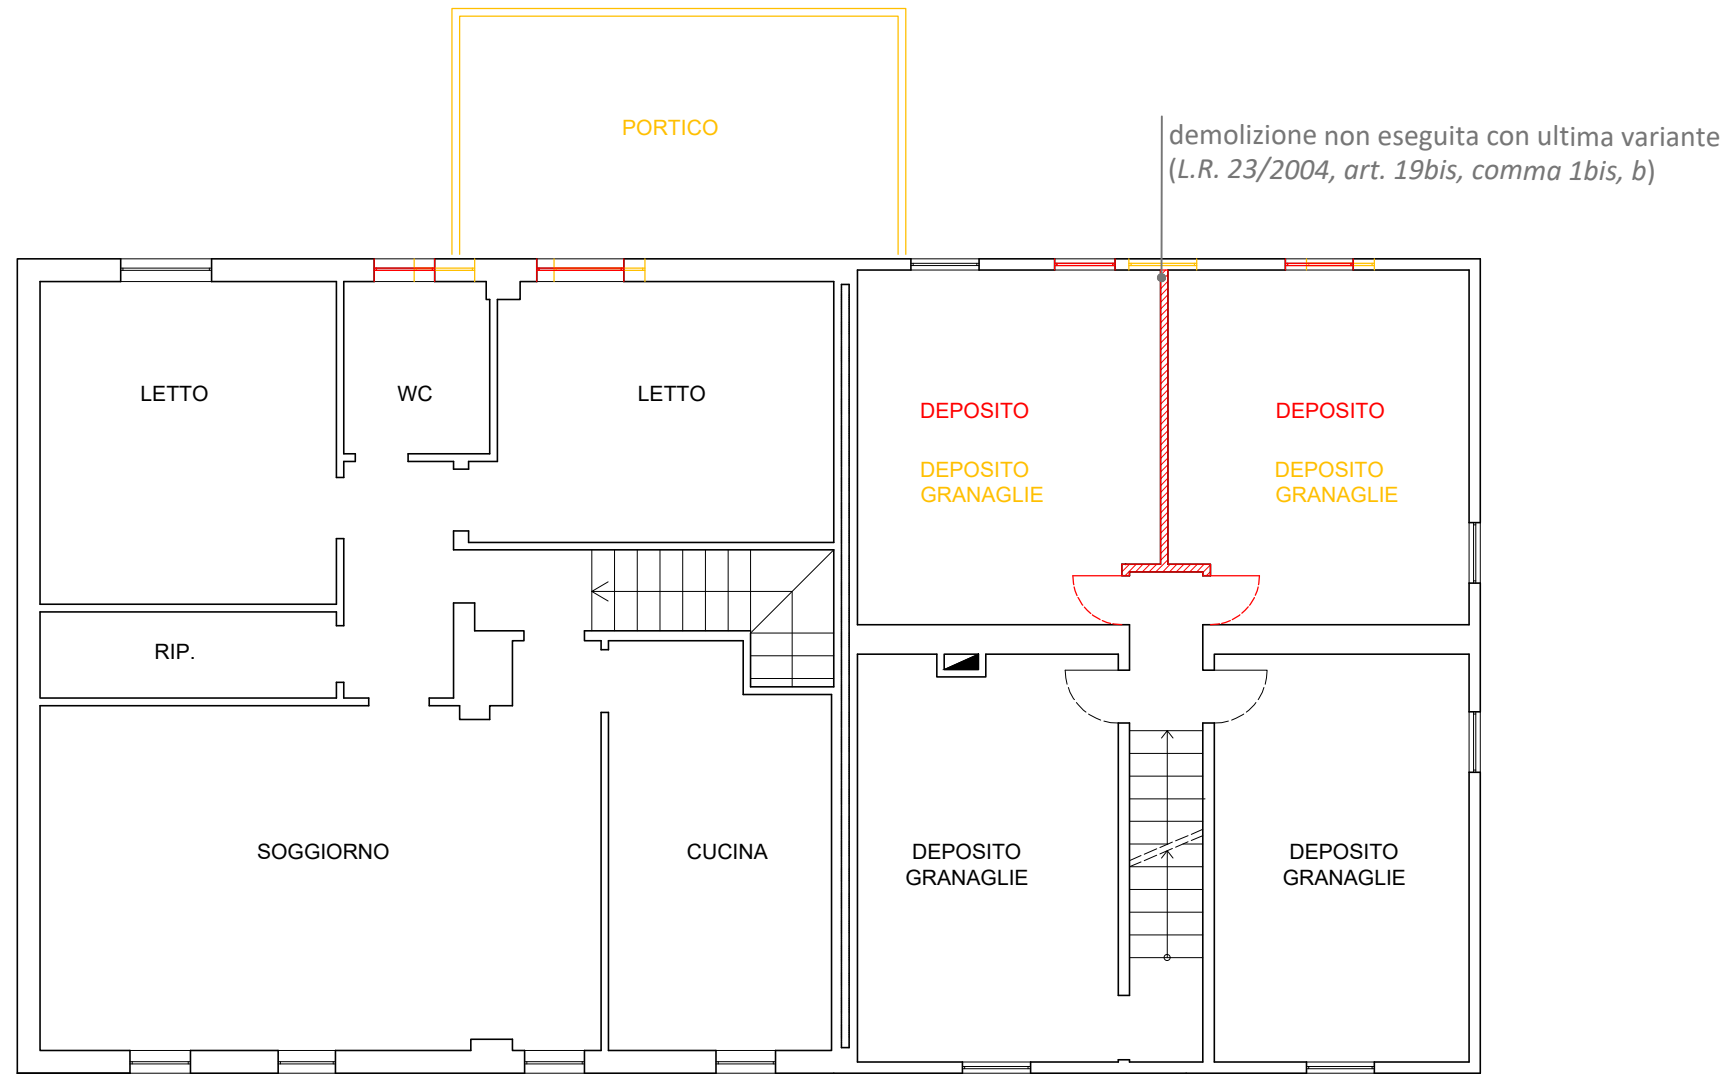 PORTICO
demolizione non eseguita con ultima variante
(L.R. 23/2004, art. 19bis, comma 1bis, b)
LETTO
WC
LETTO
DEPOSITO
DEPOSITO
DEPOSITO
GRANAGLIE
DEPOSITO
GRANAGLIE
RIP.
SOGGIORNO
CUCINA
DEPOSITO
GRANAGLIE
DEPOSITO
GRANAGLIE